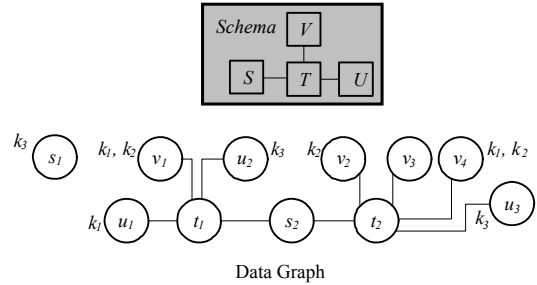 Schema
V
S T U
k3 s1 k1, k2 v1 u2 k3 k2 v2 v3 v4 k1, k2
k1 u1 t1 s2 t2 k3 u3
Data Graph